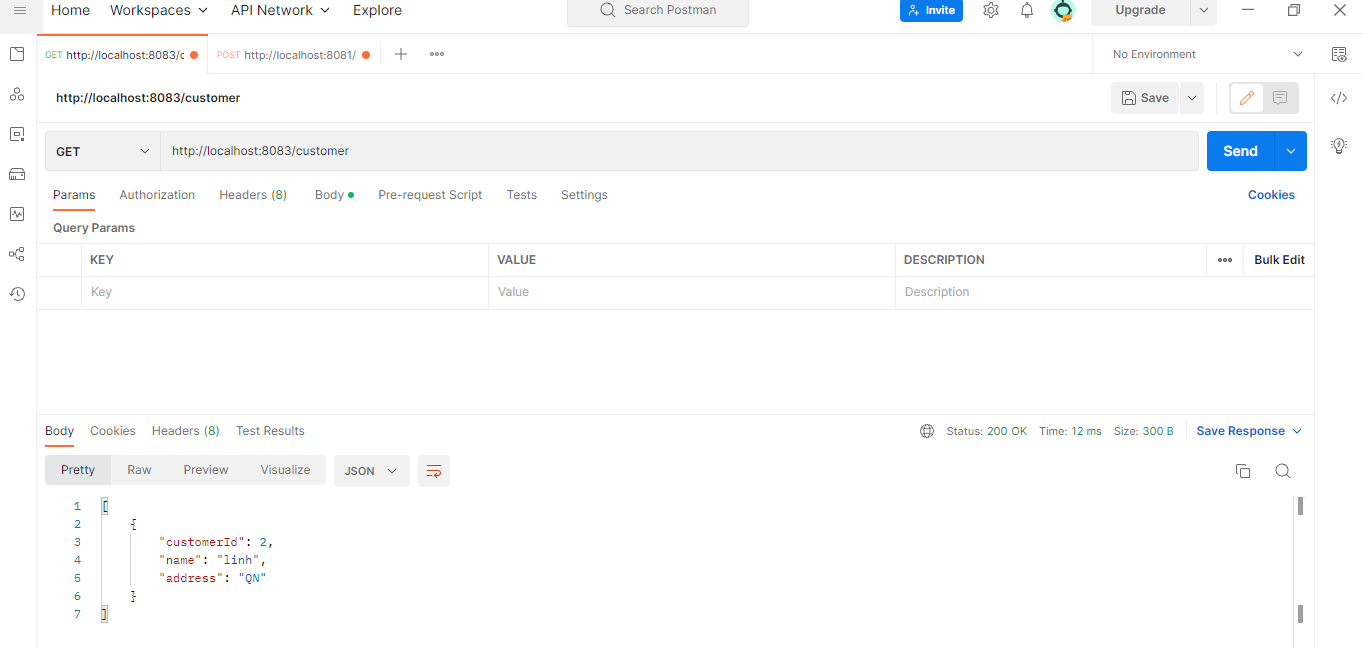 Home Workspaces API Network Explore Search Postman Invite Upgrade
GET http://localhost:8083/c POST http://localhost:8081/ No Environment
http://localhost:8083/customer Save
GET http://localhost:8083/customer Send
Params Authorization Headers (8) Body Pre-request Script Tests Settings Cookies
Query Params
KEY VALUE DESCRIPTION Bulk Edit
Key Value Description
Body Cookies Headers (8) Test Results Status: 200 OK Time: 12 ms Size: 300 B Save Response
Pretty Raw Preview Visualize JSON
1 [
2 {
3 "customerId": 2,
4 "name": "linh",
5 "address": "QN"
6 }
7 ]